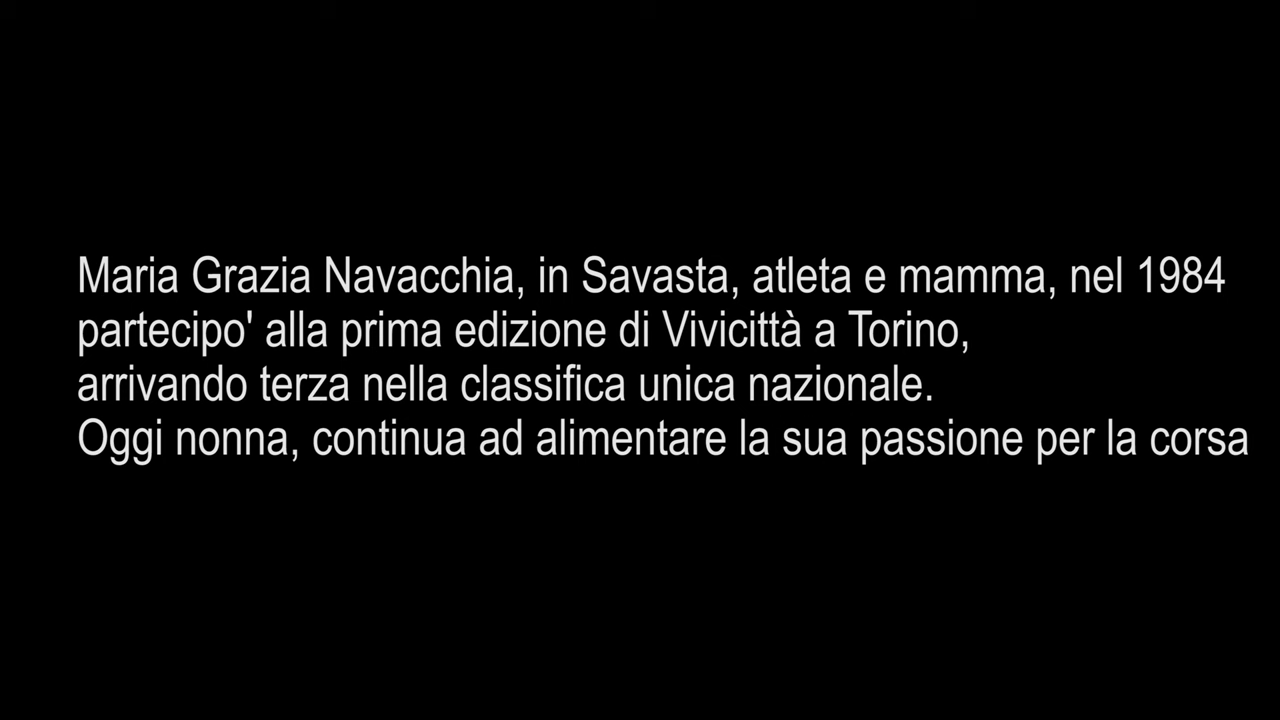 Maria Grazia Navacchia, in Savasta, atleta e mamma, nel 1984
partecipo' alla prima edizione di Vivicittà a Torino,
arrivando terza nella classifica unica nazionale.
Oggi nonna, continua ad alimentare la sua passione per la corsa